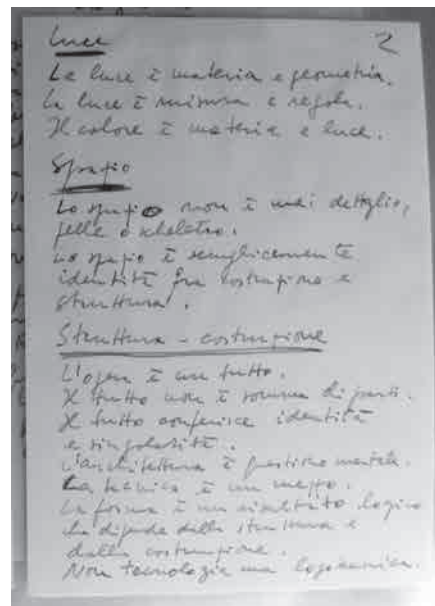 Luce
2
La luce è materia e geometria.
La luce è misura e regola.
Il colore è materia e luce.
Spazio
Lo spazio non è mai dettaglio,
pelle o scheletro.
Lo spazio è semplicemente
identità fra costruzione e
struttura.
Struttura - costruzione
L'opera è un tutto.
Il tutto non è somma di parti.
Il tutto conferisce identità
e singolarità.
L'architettura è questione mentale.
La tecnica è un mezzo.
La forma è un risultato logico
che dipende dalla struttura e
dalla costruzione.
Non tecnologia ma